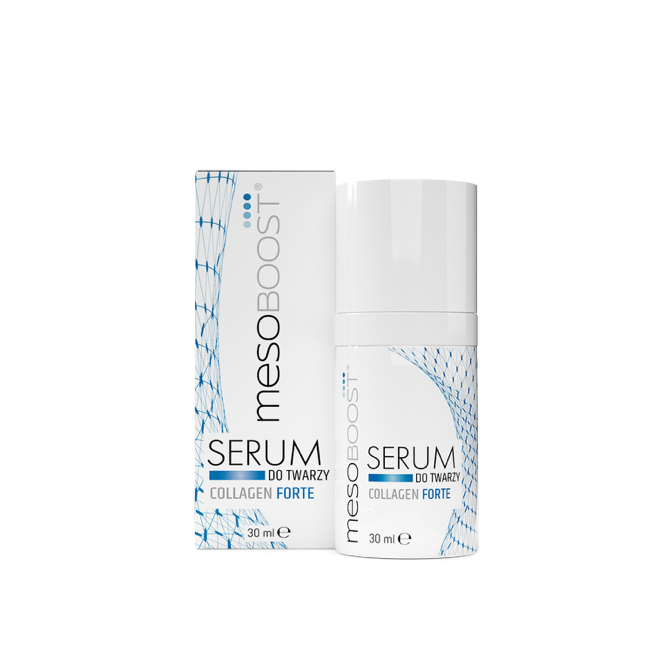 mesoBOOST®
SERUM
DO TWARZY
COLLAGEN FORTE
30 ml ℮
mesoBOOST®
SERUM
DO TWARZY
COLLAGEN FORTE
30 ml ℮